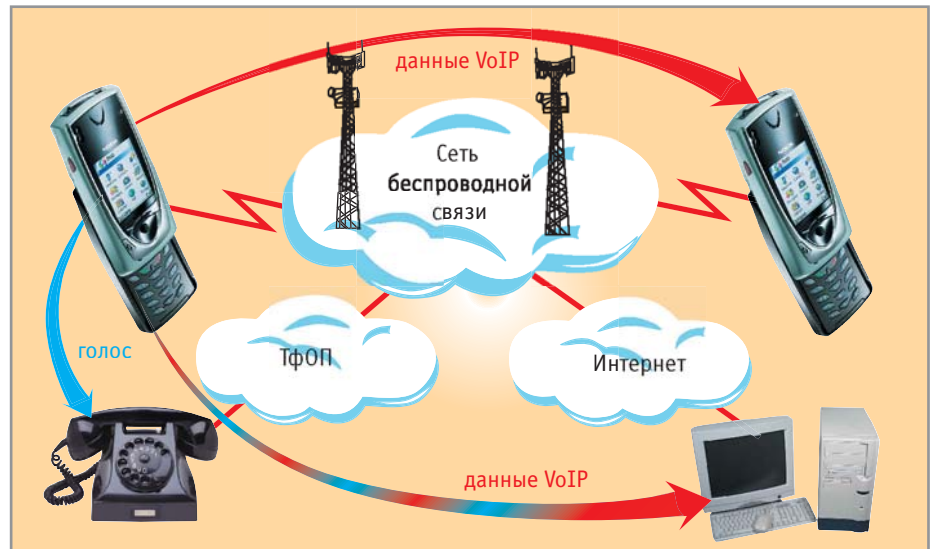 данные VoIP
Сеть
беспроводной
связи
голос
ТфОП
Интернет
данные VoIP